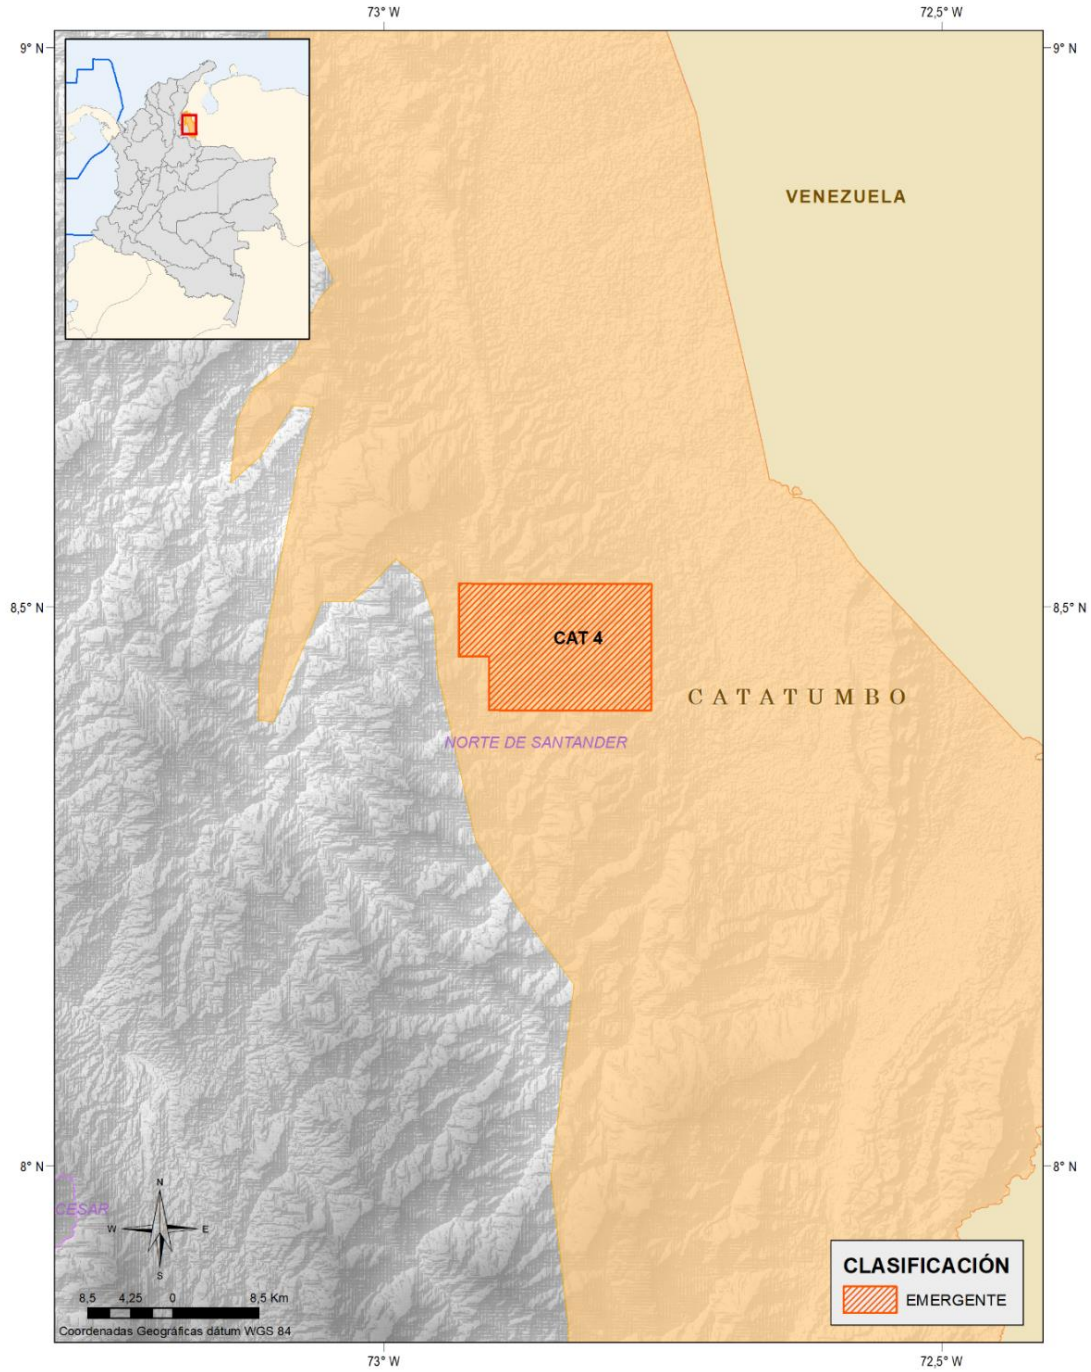 73° W
72,5° W
9° N
9° N
VENEZUELA
8,5° N
8,5° N
CAT 4
CATATUMBO
NORTE DE SANTANDER
8° N
8° N
CESAR
N
W
E
S
8,5 4,25 0 8,5 Km
Coordenadas Geográficas dátum WGS 84
CLASIFICACIÓN
EMERGENTE
73° W
72,5° W